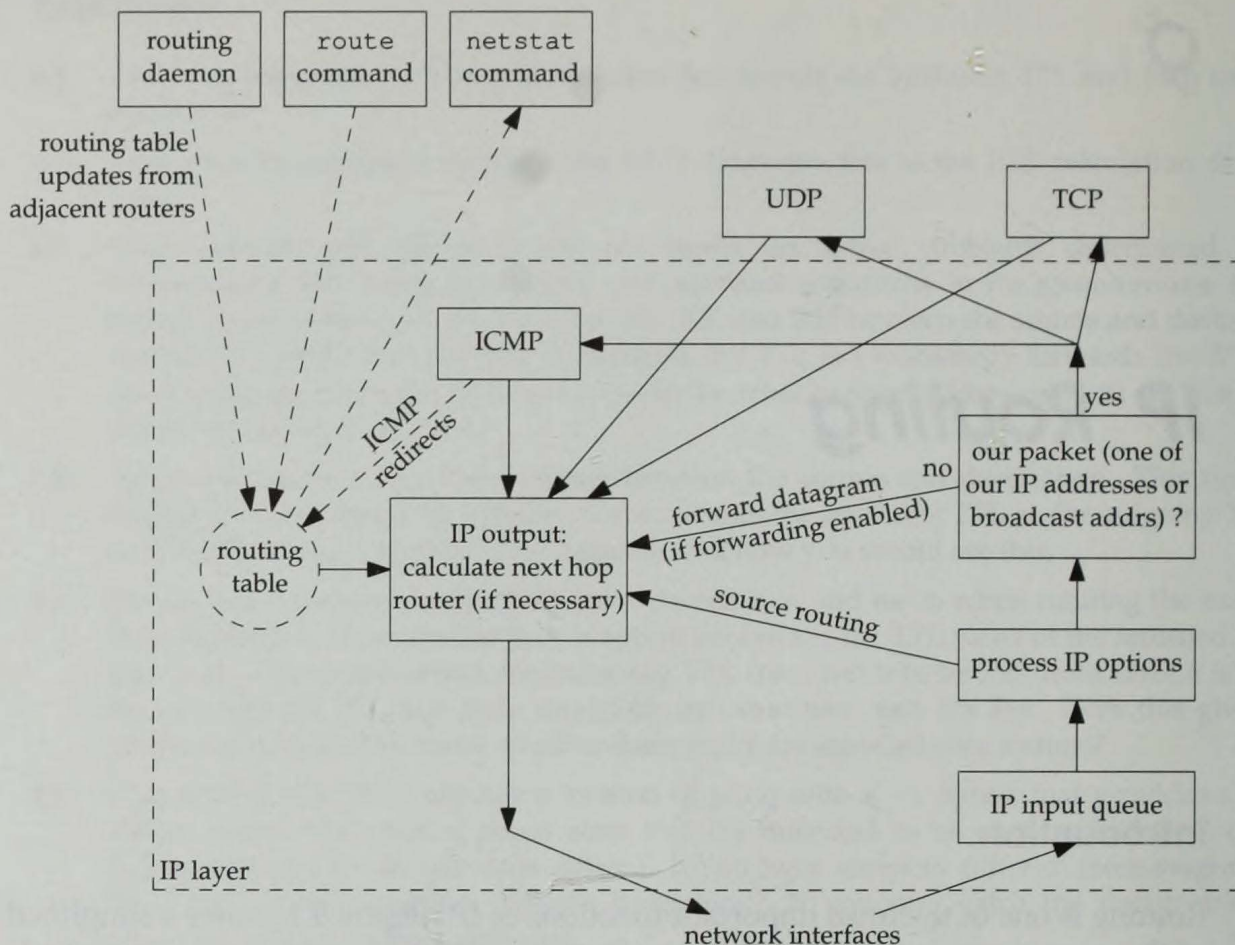 routing
daemon
route
command
netstat
command
routing table
updates from
adjacent routers
UDP
TCP
ICMP
yes
ICMP
redirects
our packet (one of
our IP addresses or
broadcast addrs) ?
no
forward datagram
(if forwarding enabled)
IP output:
calculate next hop
router (if necessary)
routing
table
source routing
process IP options
IP input queue
IP layer
network interfaces
IP Routing